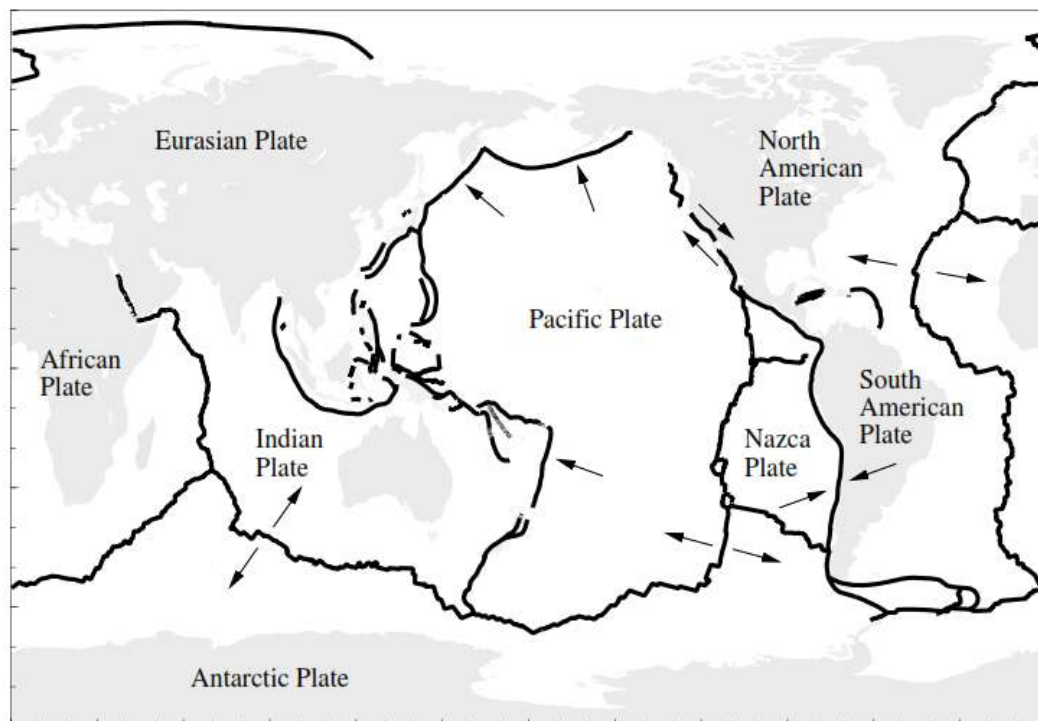 Eurasian Plate
North
American
Plate
Pacific Plate
African
Plate
South
American
Plate
Indian
Plate
Nazca
Plate
Antarctic Plate